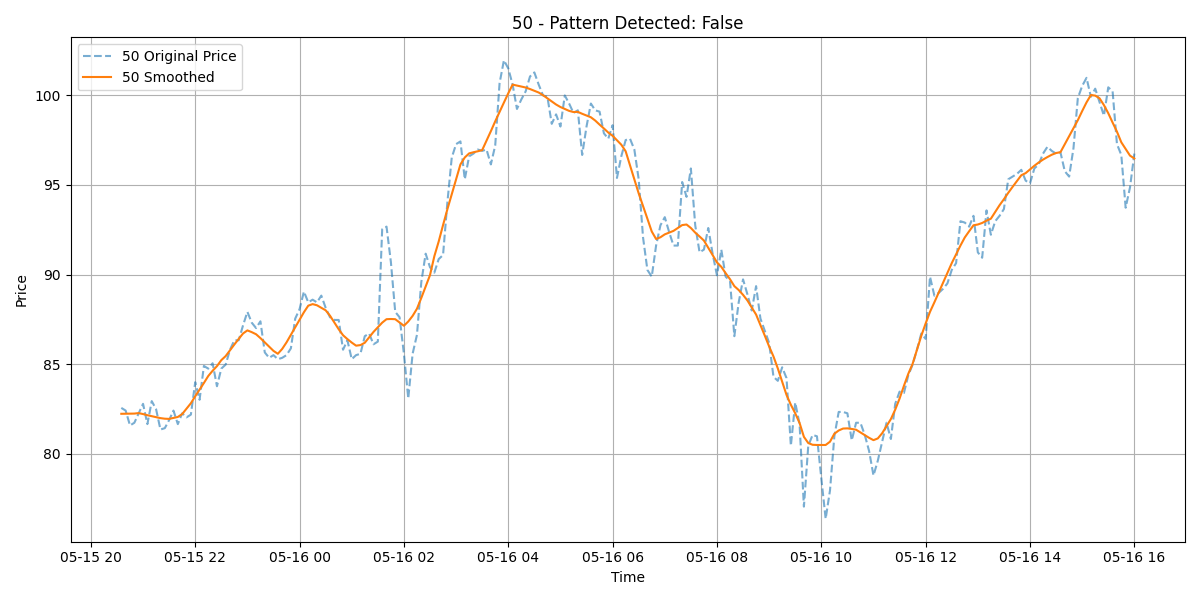 50 - Pattern Detected: False
50 Original Price
50 Smoothed
Price
100
95
90
85
80
05-15 20 05-15 22 05-16 00 05-16 02 05-16 04 05-16 06 05-16 08 05-16 10 05-16 12 05-16 14 05-16 16
Time